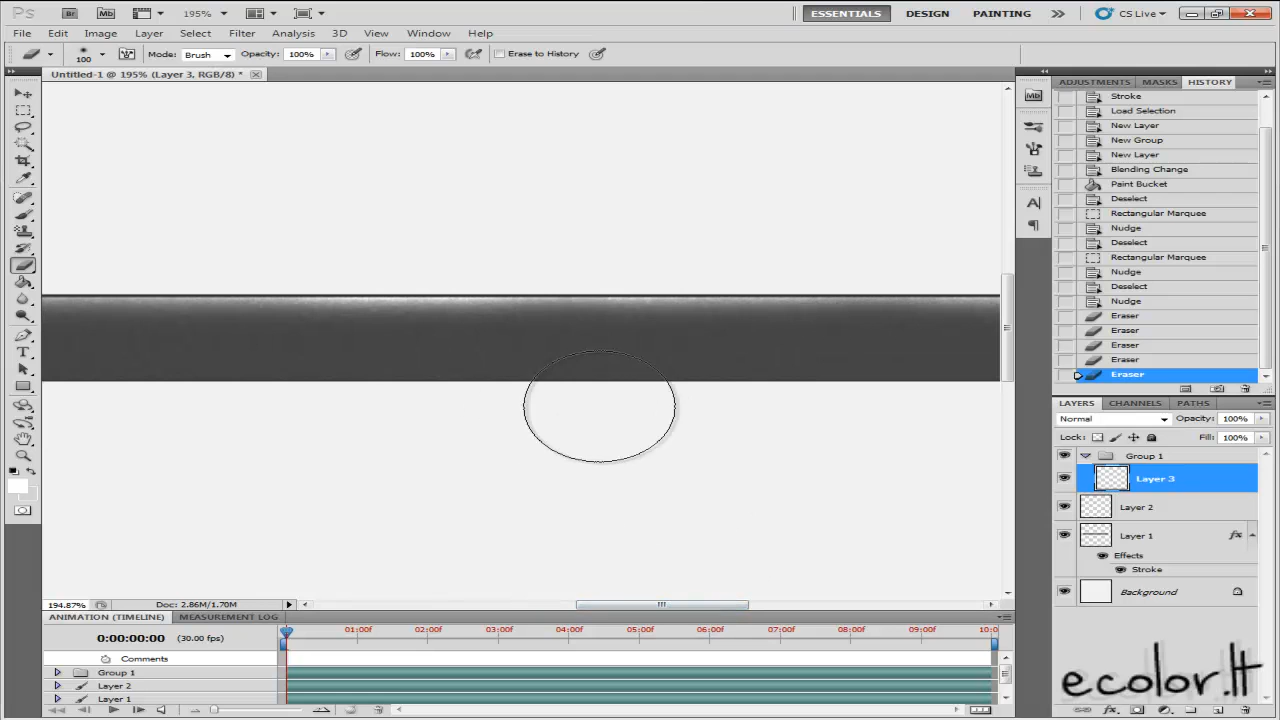 Ps Br Mb 195% ESSENTIALS DESIGN PAINTING CS Live
File Edit Image Layer Select Filter Analysis 3D View Window Help
100 Mode: Brush Opacity: 100% Flow: 100% Erase to History
Untitled-1 @ 195% (Layer 3, RGB/8) *
ADJUSTMENTS MASKS HISTORY
Stroke
Load Selection
New Layer
New Group
New Layer
Blending Change
Paint Bucket
Deselect
Rectangular Marquee
Nudge
Deselect
Rectangular Marquee
Nudge
Deselect
Nudge
Eraser
Eraser
Eraser
Eraser
Eraser
LAYERS CHANNELS PATHS
Normal Opacity: 100%
Lock: Fill: 100%
Group 1
Layer 3
Layer 2
Layer 1 fx
Effects
Stroke
Background
194.87% Doc: 2.86M/1.70M
ANIMATION (TIMELINE) MEASUREMENT LOG
0:00:00:00 (30.00 fps) 01:00f 02:00f 03:00f 04:00f 05:00f 06:00f 07:00f 08:00f 09:00f 10:0
Comments
Group 1
Layer 2
Layer 1
ecolor.lt